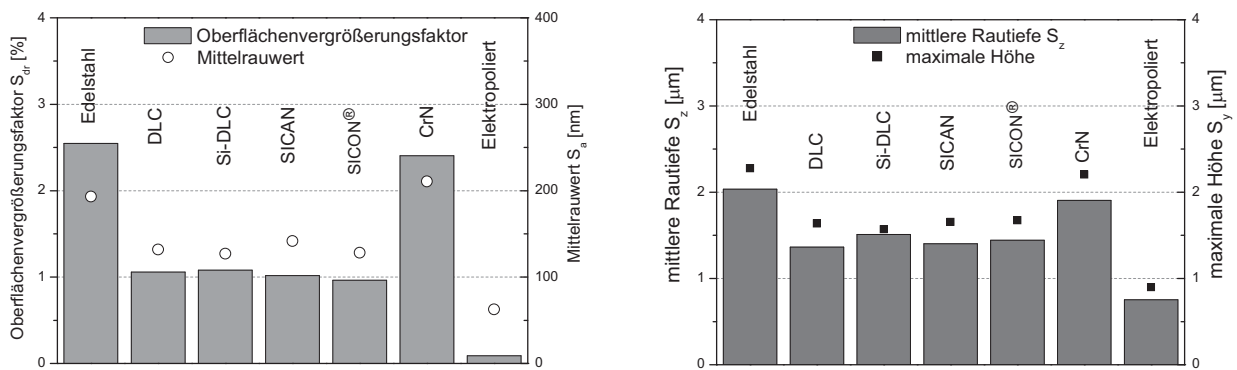 Oberflächenvergrößerungsfaktor S_dr [%]
4
3
2
1
0
Oberflächenvergrößerungsfaktor
Mittelrauwert
Edelstahl
DLC
Si-DLC
SICAN
SICON®
CrN
Elektropoliert
400
300
200
100
0
Mittelrauwert S_a [nm]
mittlere Rautiefe S_z [µm]
4
3
2
1
0
mittlere Rautiefe S_z
maximale Höhe
Edelstahl
DLC
Si-DLC
SICAN
SICON®
CrN
Elektropoliert
4
3
2
1
0
maximale Höhe S_y [µm]